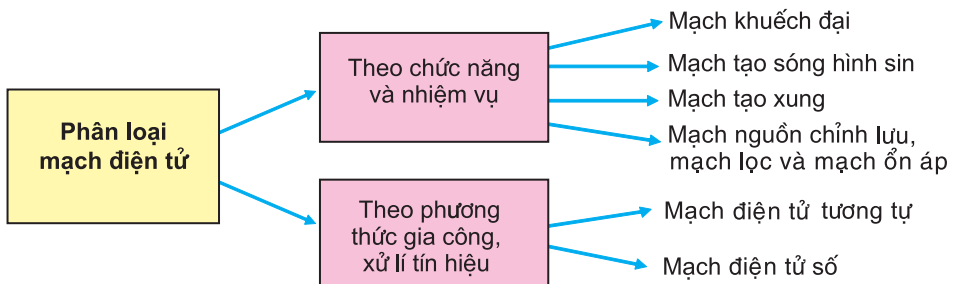 Phân loại
mạch điện tử
Theo chức năng
và nhiệm vụ
Mạch khuếch đại
Mạch tạo sóng hình sin
Mạch tạo xung
Mạch nguồn chỉnh lưu,
mạch lọc và mạch ổn áp
Theo phương
thức gia công,
xử lí tín hiệu
Mạch điện tử tương tự
Mạch điện tử số